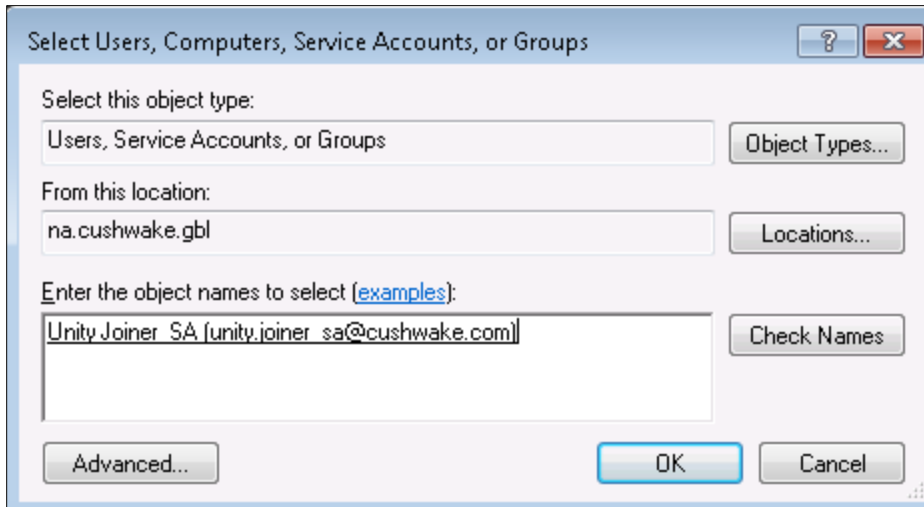 Select Users, Computers, Service Accounts, or Groups
Select this object type:
Users, Service Accounts, or Groups
Object Types...
From this location:
na.cushwake.gbl
Locations...
Enter the object names to select (examples):
Unity Joiner_SA (unity.joiner_sa@cushwake.com)
Check Names
Advanced...
OK
Cancel